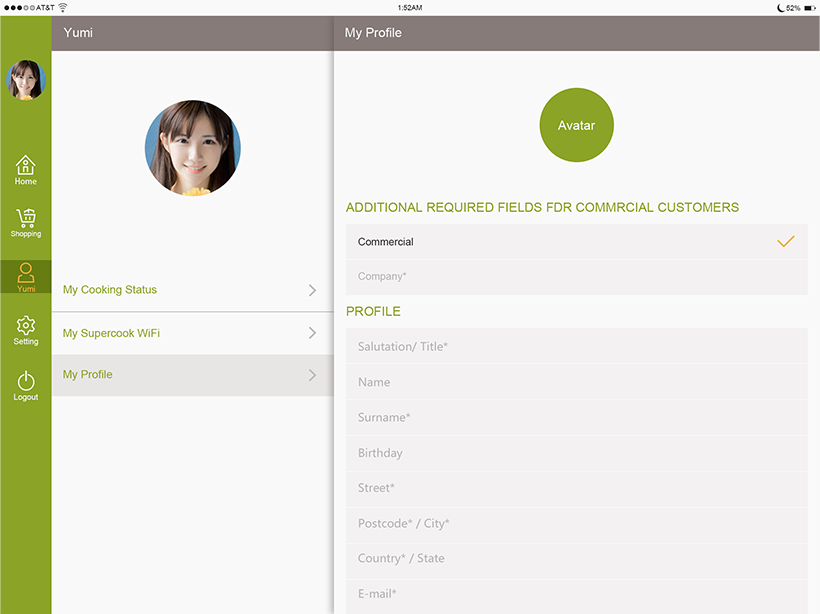 AT&T 1:52AM 52%
Yumi
My Profile
Home
Shopping
Yumi
Setting
Logout
My Cooking Status
My Supercook WiFi
My Profile
Avatar
ADDITIONAL REQUIRED FIELDS FDR COMMRCIAL CUSTOMERS
Commercial
Company*
PROFILE
Salutation/ Title*
Name
Surname*
Birthday
Street*
Postcode* / City*
Country* / State
E-mail*